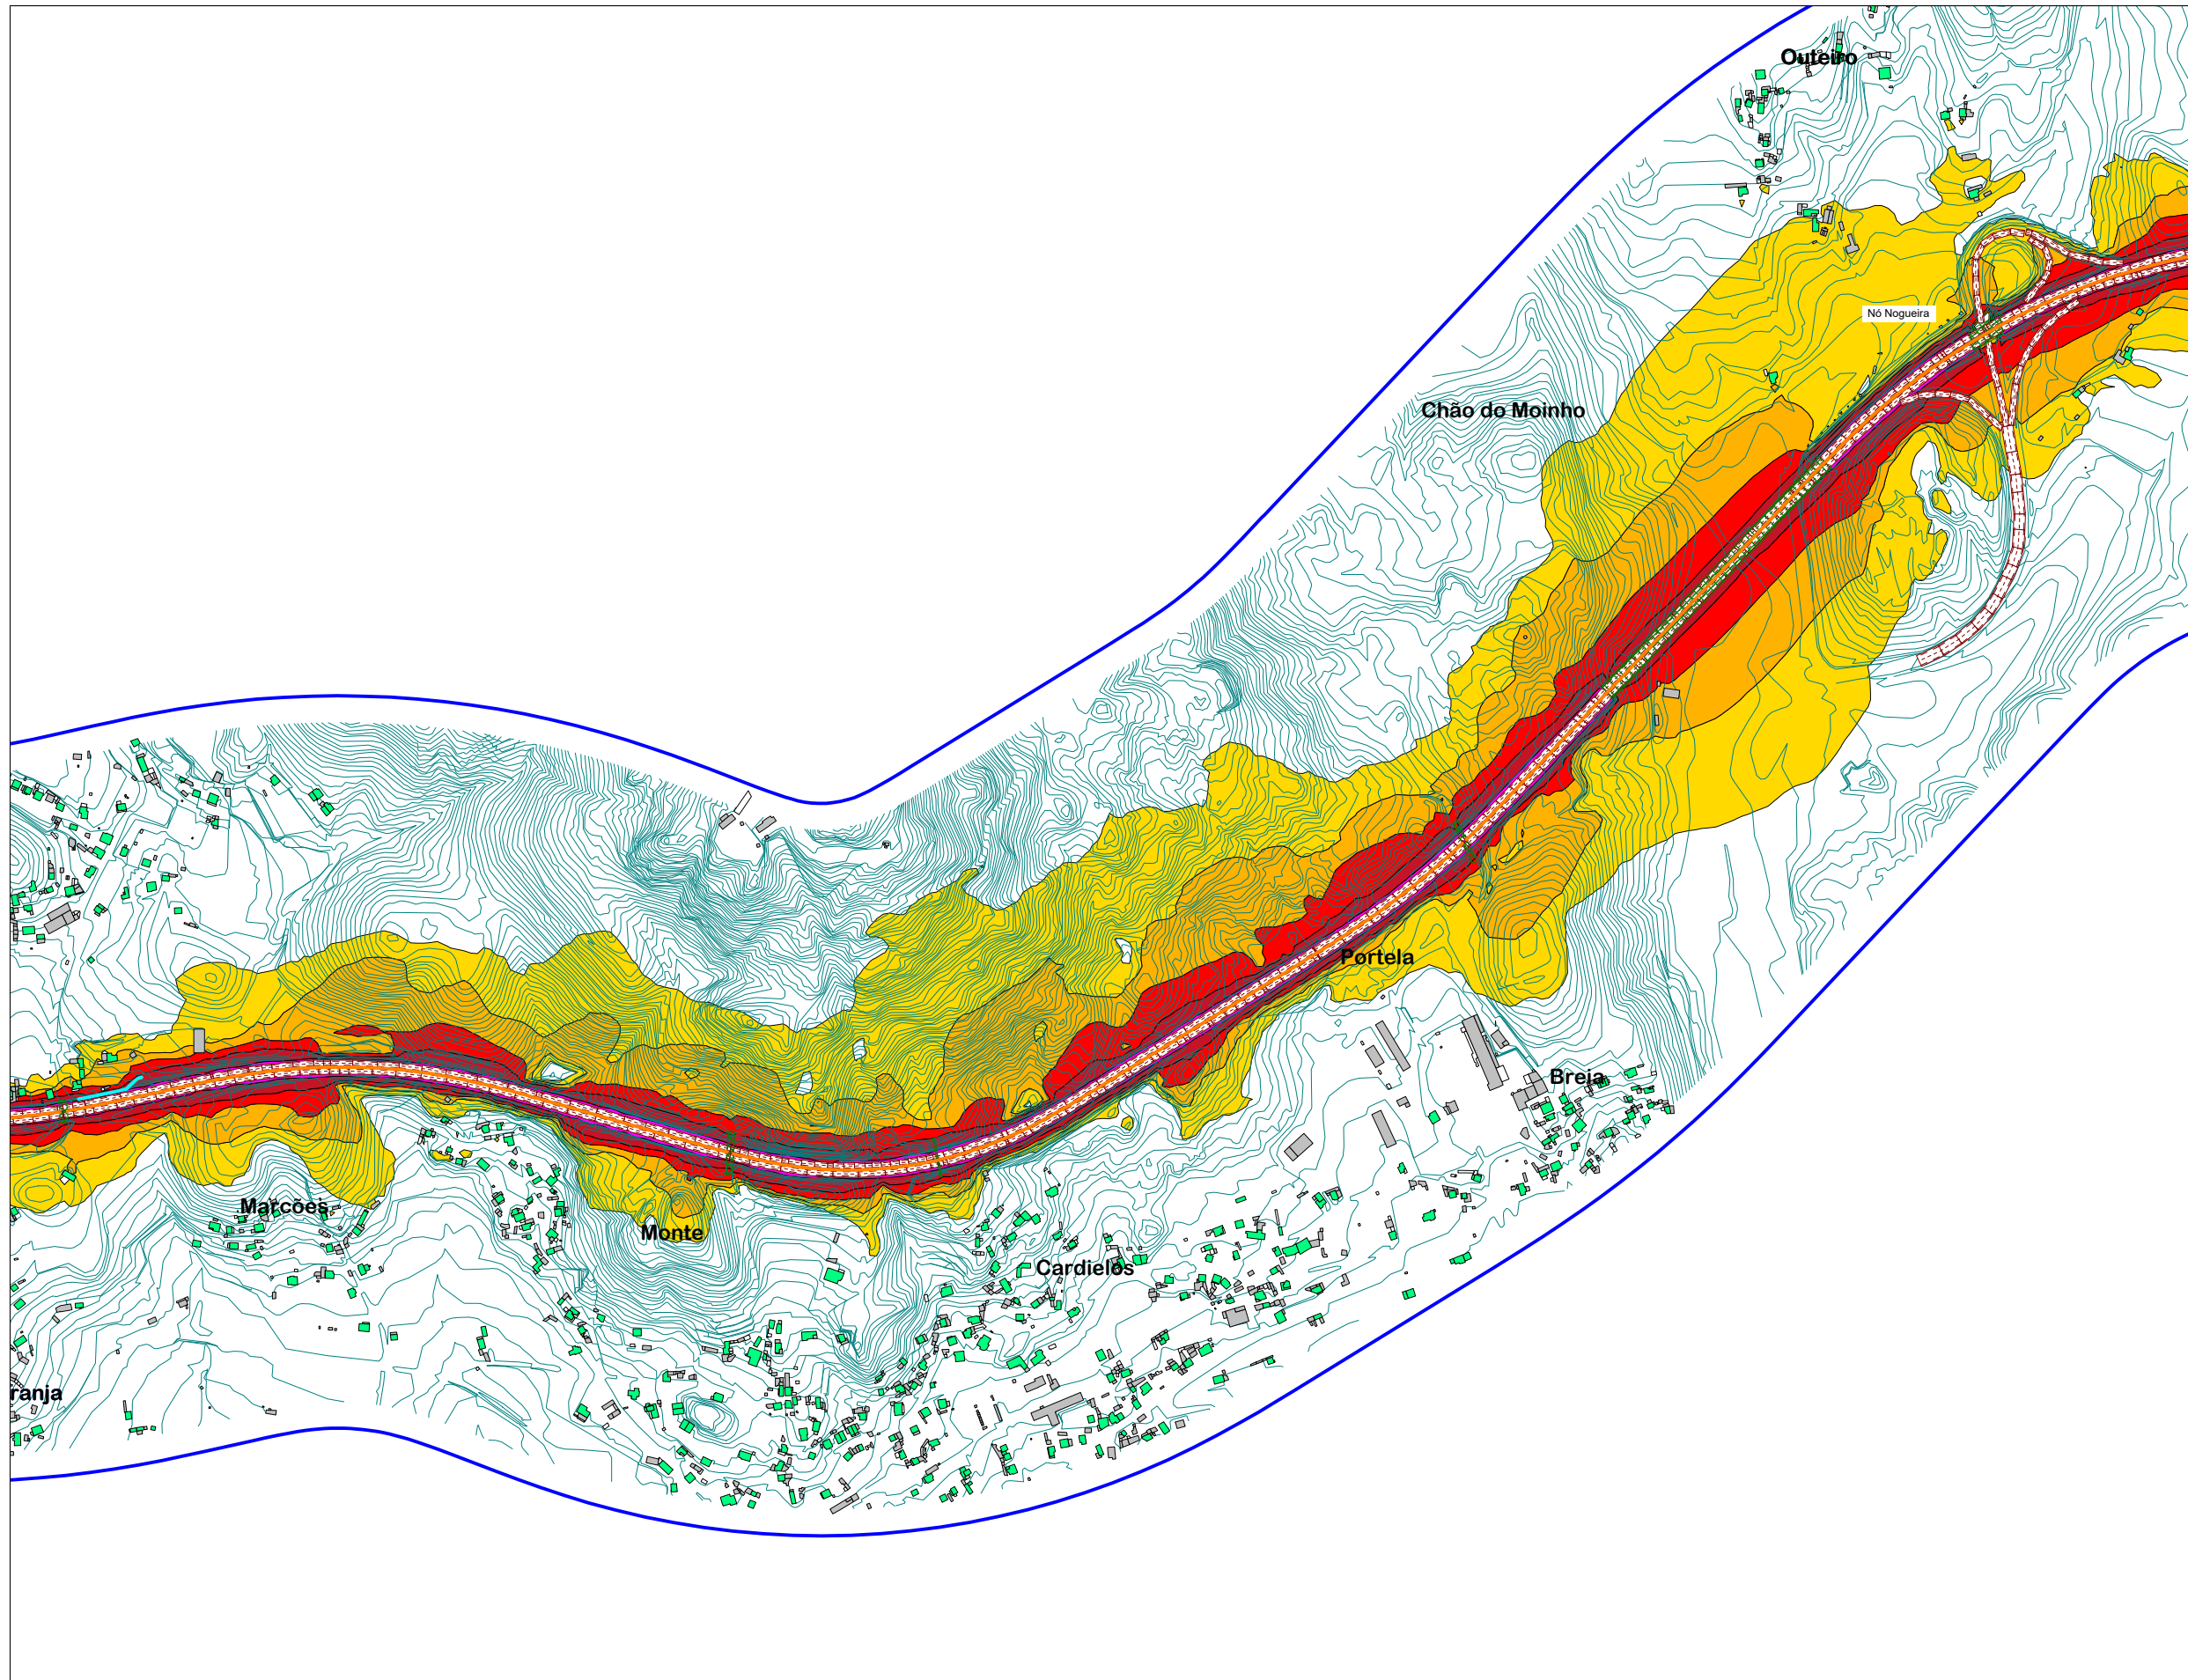 Outeiro
Nó Nogueira
Chão do Moinho
Portela
Breia
Marcões
Monte
Cardielos
ranja